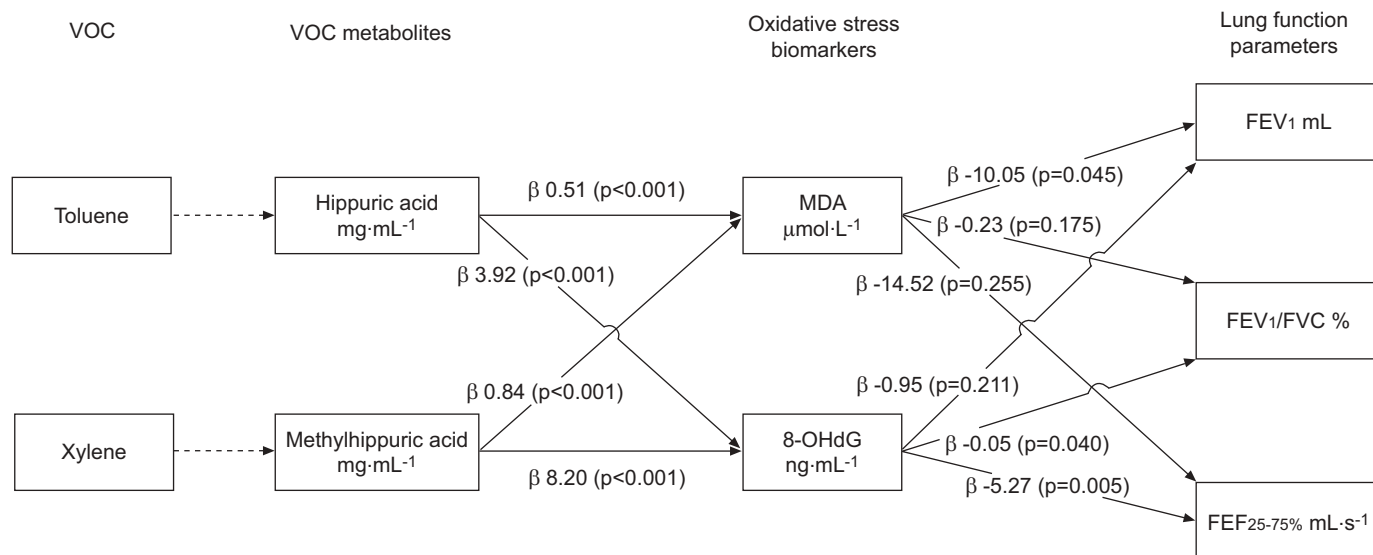 VOC
VOC metabolites
Oxidative stress
biomarkers
Lung function
parameters
FEV1 mL
β -10.05 (p=0.045)
Toluene
Hippuric acid
mg·mL-1
β 0.51 (p<0.001)
MDA
μmol·L-1
β -0.23 (p=0.175)
β 3.92 (p<0.001)
β -14.52 (p=0.255)
FEV1/FVC %
β 0.84 (p<0.001)
β -0.95 (p=0.211)
Xylene
Methylhippuric acid
mg·mL-1
β 8.20 (p<0.001)
8-OHdG
ng·mL-1
β -0.05 (p=0.040)
β -5.27 (p=0.005)
FEF25-75% mL·s-1